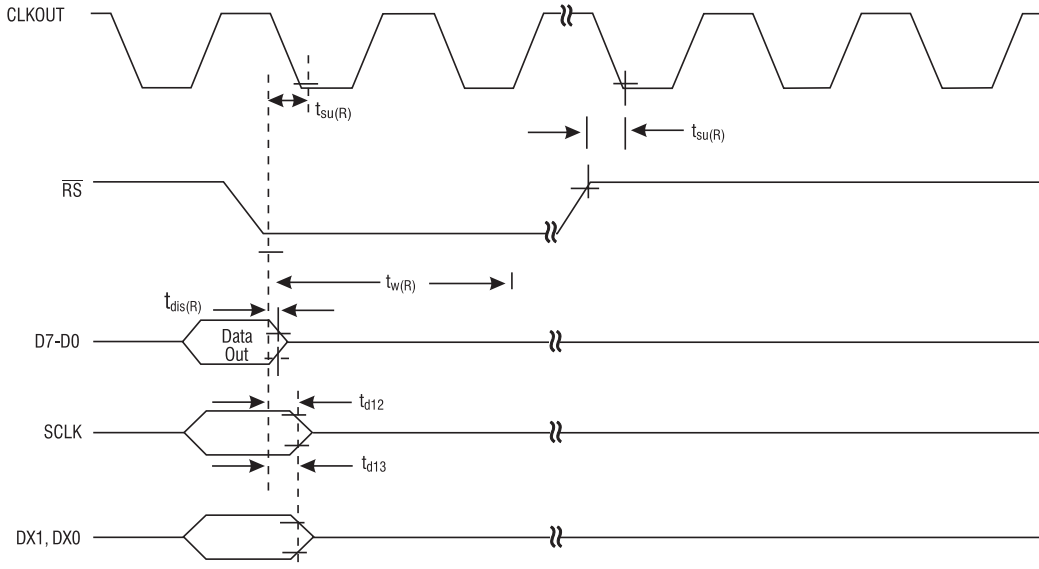 CLKOUT
tsu(R)
tsu(R)
RS
tw(R)
tdis(R)
D7-D0
Data
Out
td12
SCLK
td13
DX1, DX0